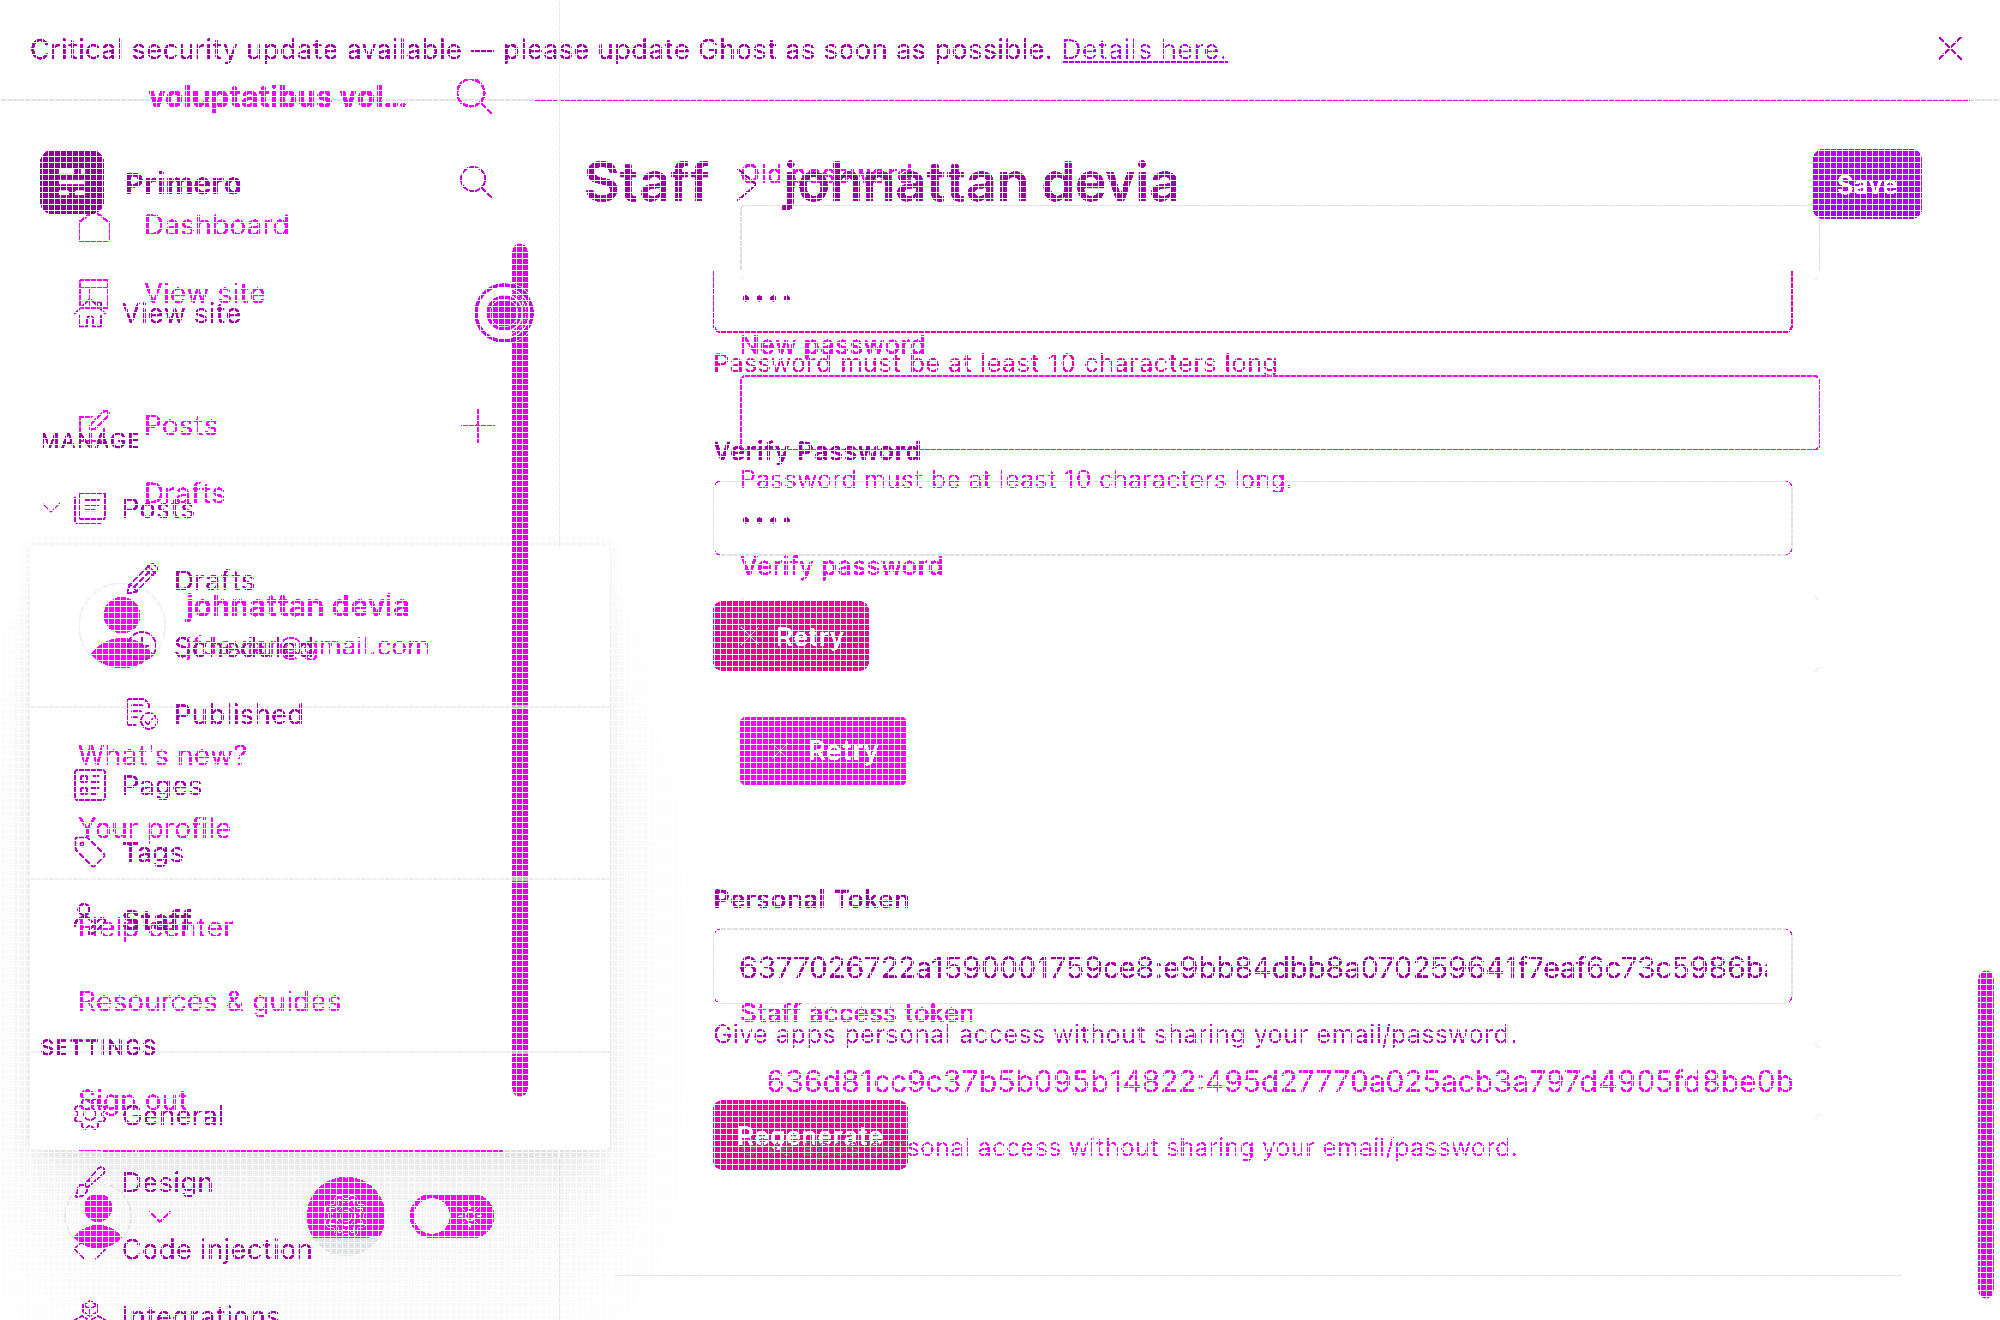 Critical security update available — please update Ghost as soon as possible. Details here.
voluptatibus vol...
Primero
Staff
johnattan devia
Save
Old password
Dashboard
View site
View site
••••
New password
Password must be at least 10 characters long
Posts
MANAGE
Verify Password
Password must be at least 10 characters long.
Drafts
Posts
••••
Verify password
Drafts
johnattan devia
Scheduled
@gmail.com
Retry
Published
What's new?
Retry
Pages
Your profile
Tags
Personal Token
Staff
Help center
6377026722a1590001759ce8:e9bb84dbb8a070259641f7eaf6c73c5986b
Resources & guides
Staff access token
Give apps personal access without sharing your email/password.
SETTINGS
636d81cc9c37b5b095b14822:495d27770a025acb3a797d4905fd8be0b
Sign out
General
Regenerate
sonal access without sharing your email/password.
Design
Code injection
Integrations